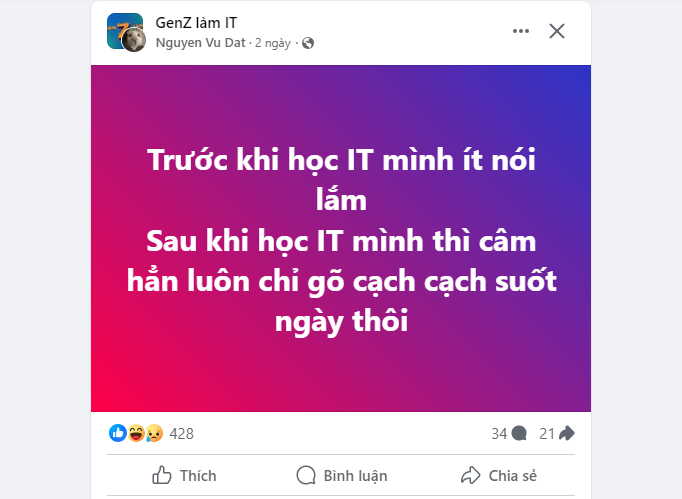 GenZ làm IT
Nguyen Vu Dat · 2 ngày ·
Trước khi học IT mình ít nói
lắm
Sau khi học IT mình thì câm
hẳn luôn chỉ gõ cạch cạch suốt
ngày thôi
428 34 21
Thích Bình luận Chia sẻ